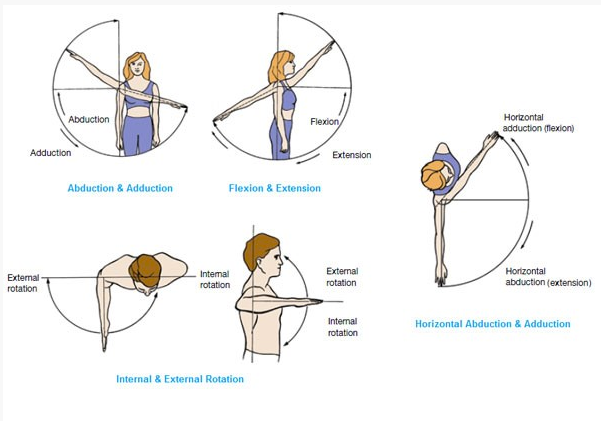 Abduction
Adduction
Abduction & Adduction
Flexion
Extension
Flexion & Extension
Horizontal
adduction (flexion)
Horizontal
abduction (extension)
Horizontal Abduction & Adduction
External
rotation
Internal
rotation
External
rotation
Internal
rotation
Internal & External Rotation